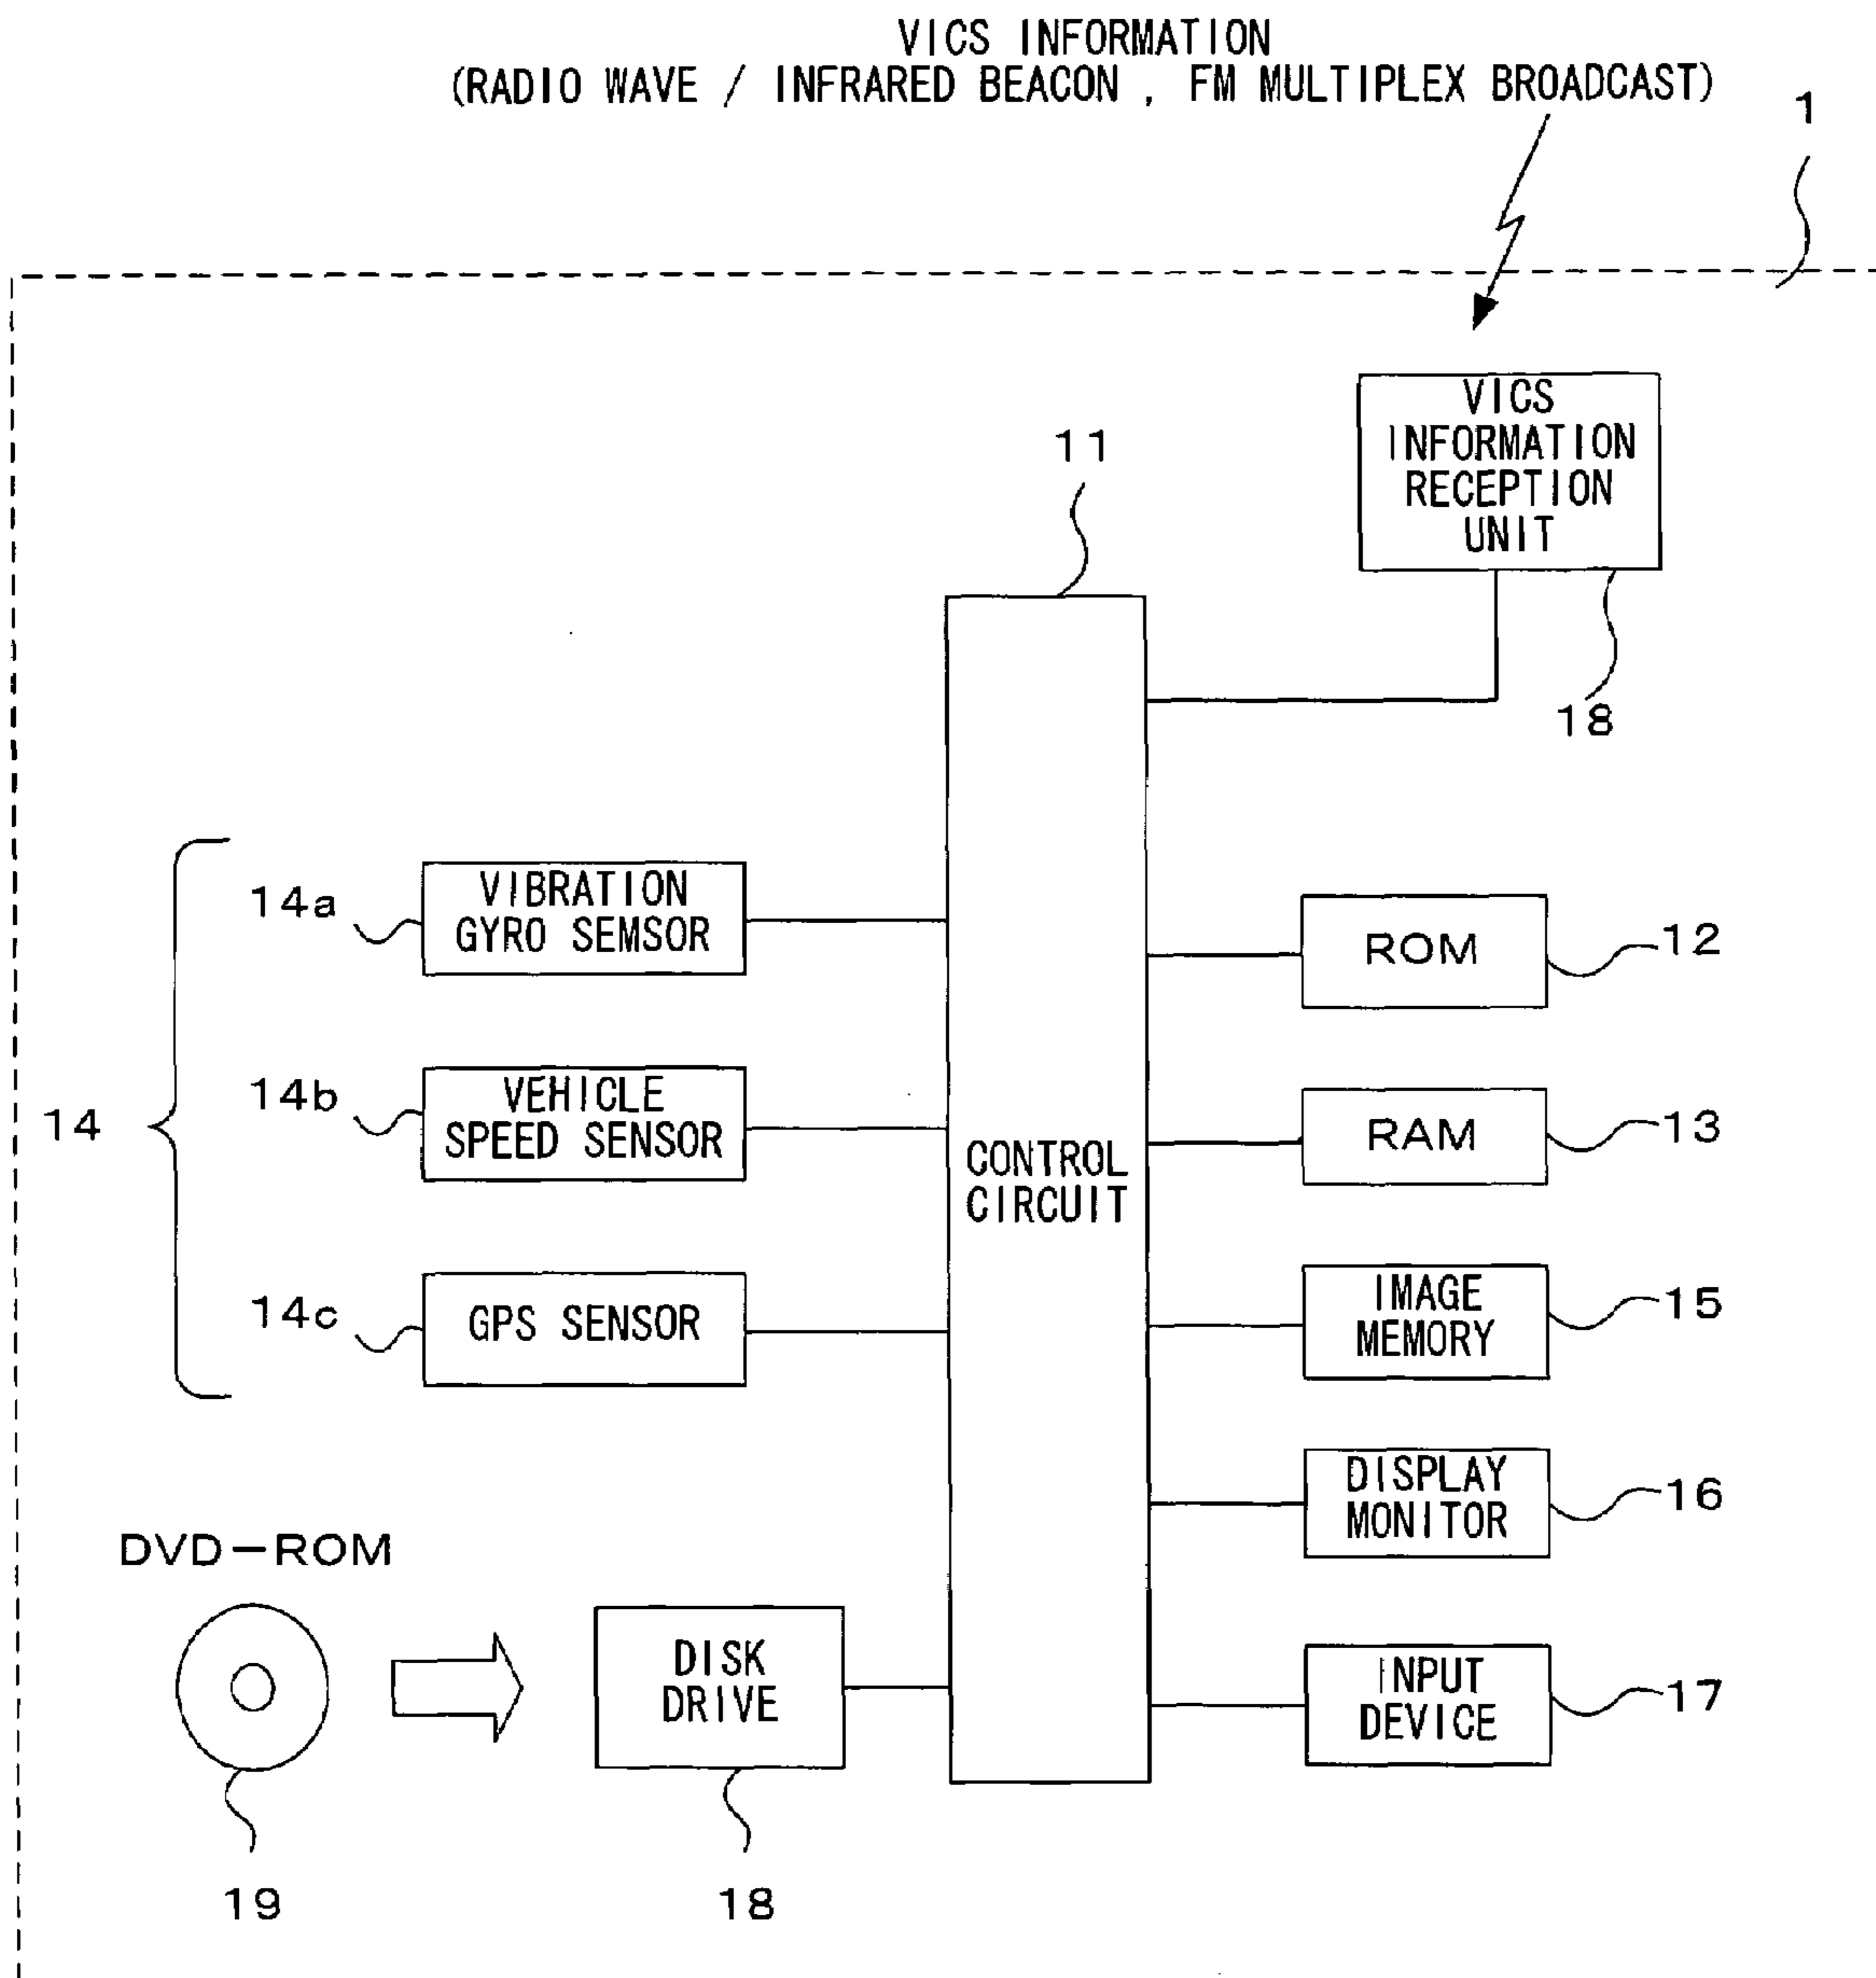 VICS INFORMATION
(RADIO WAVE / INFRARED BEACON , FM MULTIPLEX BROADCAST)
1
VICS
INFORMATION
RECEPTION
UNIT
18
11
CONTROL
CIRCUIT
14
14a
VIBRATION
GYRO SEMSOR
14b
VEHICLE
SPEED SENSOR
14c
GPS SENSOR
ROM
12
RAM
13
IMAGE
MEMORY
15
DISPLAY
MONITOR
16
INPUT
DEVICE
17
DVD-ROM
19
DISK
DRIVE
18